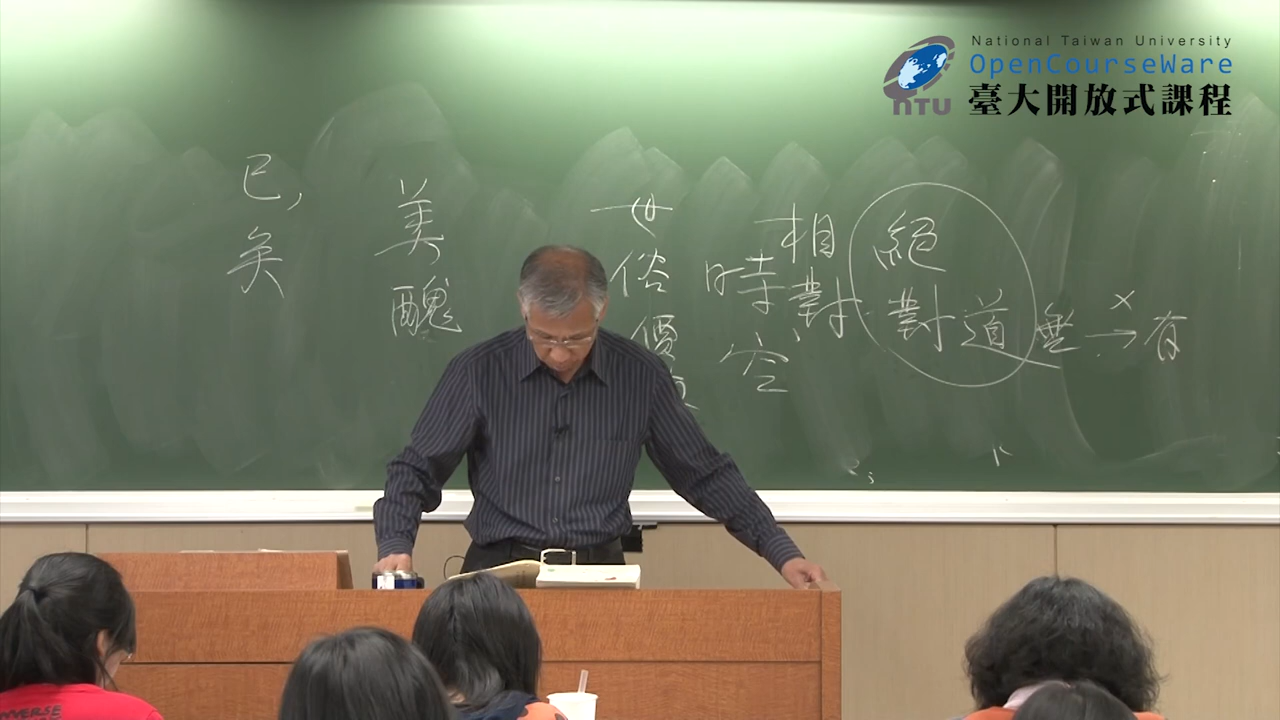 National Taiwan University
OpenCourseWare
NTU
臺大開放式課程
絕對
道
無
x
→
有
相對
時空
世俗價
美
醜
已,
矣